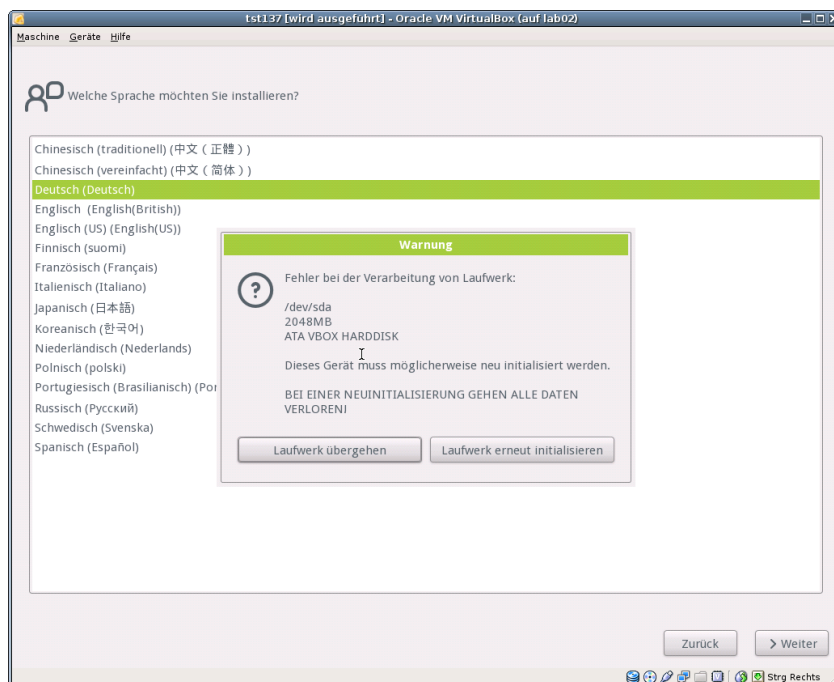 tst137 [wird ausgeführt] - Oracle VM VirtualBox (auf lab02)
Maschine Geräte Hilfe
Welche Sprache möchten Sie installieren?
Chinesisch (traditionell) (中文（正體））
Chinesisch (vereinfacht) (中文（简体））
Deutsch (Deutsch)
Englisch (English(British))
Englisch (US) (English(US))
Finnisch (suomi)
Französisch (Français)
Italienisch (Italiano)
Japanisch (日本語)
Koreanisch (한국어)
Niederländisch (Nederlands)
Polnisch (polski)
Portugiesisch (Brasilianisch) (Por
Russisch (Русский)
Schwedisch (Svenska)
Spanisch (Español)
Warnung
Fehler bei der Verarbeitung von Laufwerk:
/dev/sda
2048MB
ATA VBOX HARDDISK
Dieses Gerät muss möglicherweise neu initialisiert werden.
BEI EINER NEUINITIALISIERUNG GEHEN ALLE DATEN
VERLOREN!
Laufwerk übergehen Laufwerk erneut initialisieren
Zurück Weiter
Strg Rechts